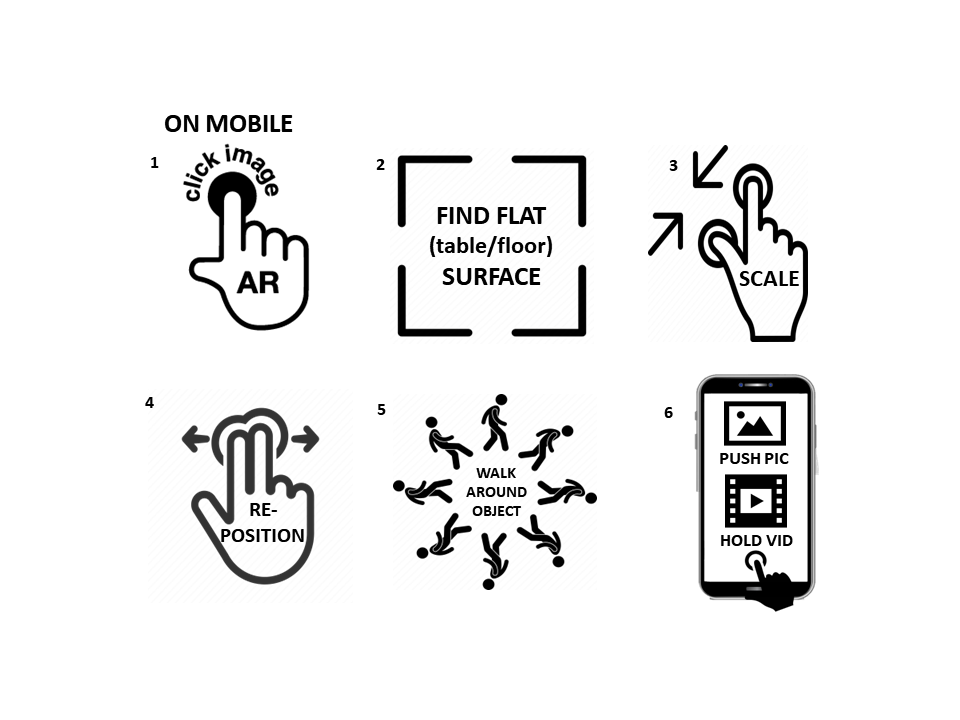 ON MOBILE
1
click image
AR
2
FIND FLAT
(table/floor)
SURFACE
3
SCALE
4
RE-
POSITION
5
WALK
AROUND
OBJECT
6
PUSH PIC
HOLD VID